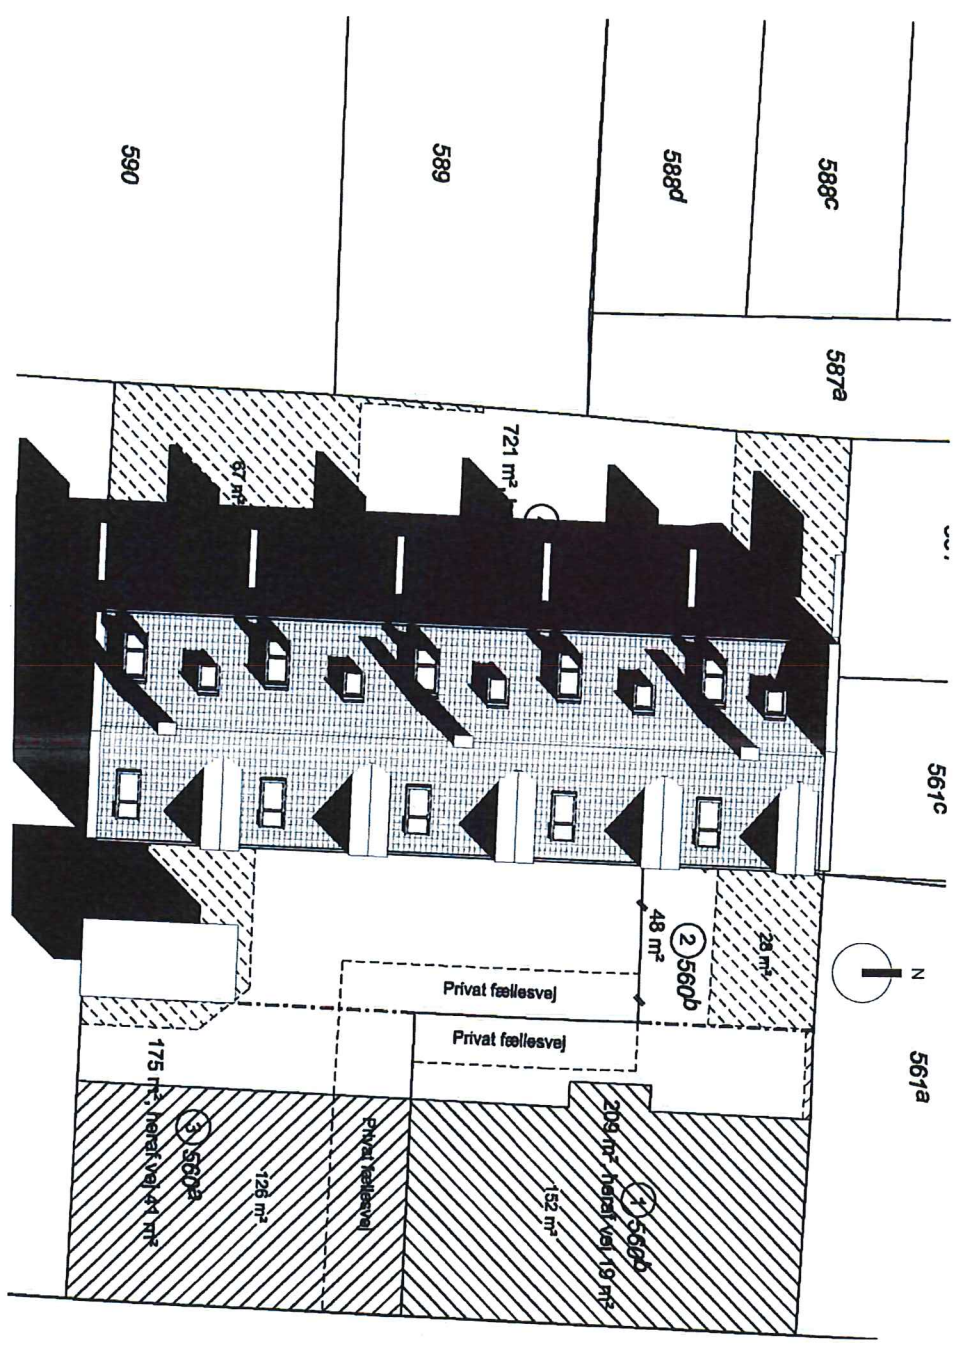 590
589
588d
588c
587a
561c
561a
N
721 m²
67 m²
28 m²
2 560b
48 m²
Privat fællesvej
Privat fællesvej
Privat fællesvej
1 560b
209 m² heraf vej 19 m²
152 m²
3 560a
175 m², heraf vej 41 m²
126 m²